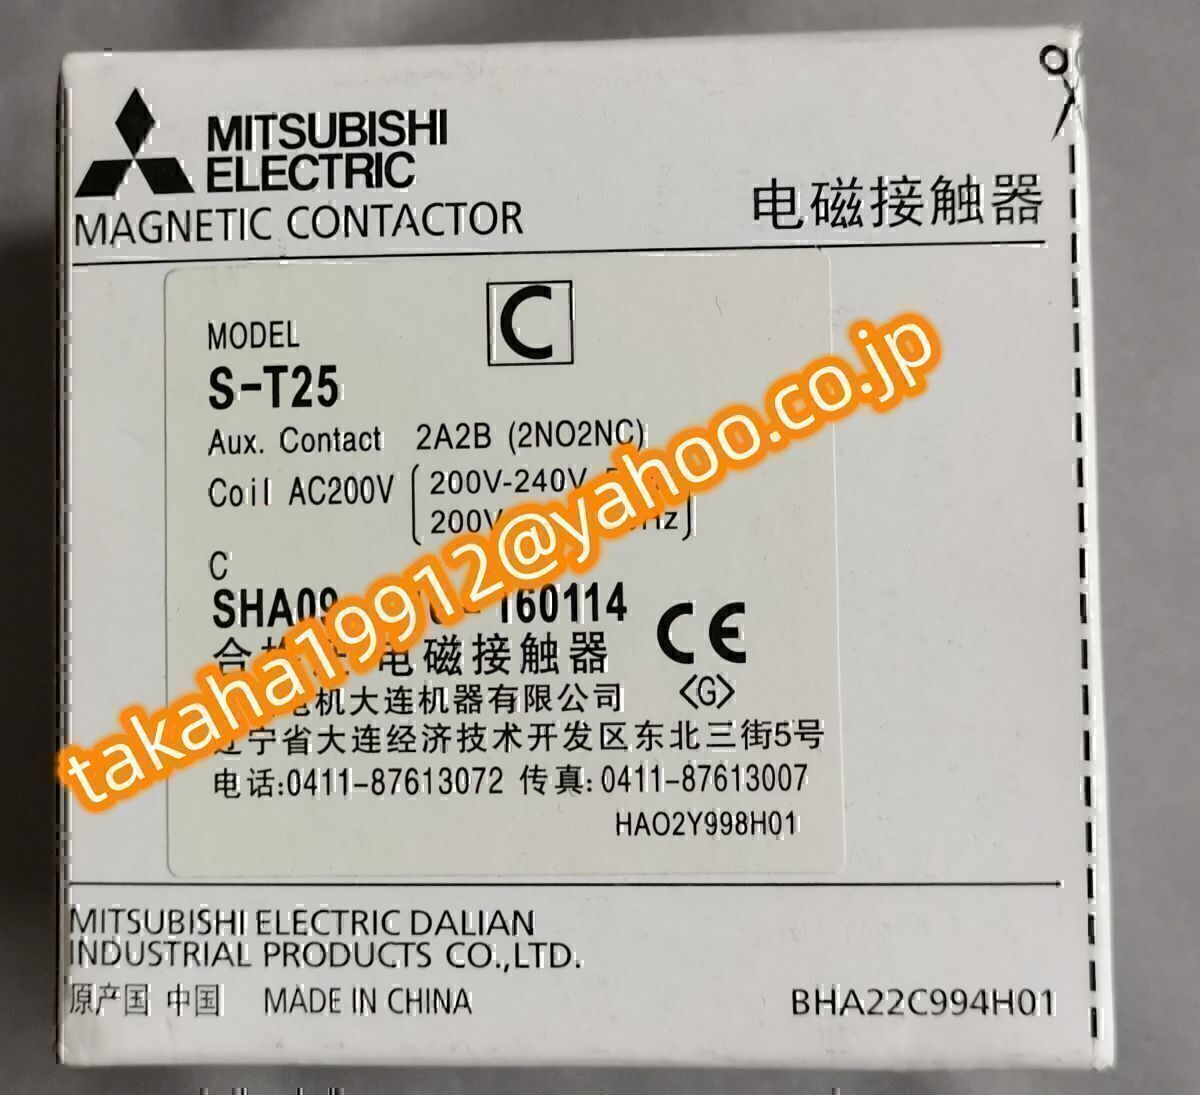 MITSUBISHI
ELECTRIC
MAGNETIC CONTACTOR
电磁接触器
C
MODEL
S-T25
Aux. Contact 2A2B (2NO2NC)
Coil AC200V
200V-240V
200V
C
SHA09 160114
合 电磁接触器
CE
<G>
电机大连机器有限公司
辽宁省大连经济技术开发区东北三街5号
电话:0411-87613072 传真:0411-87613007
HAO2Y998H01
takaha19912@yahoo.co.jp
MITSUBISHI ELECTRIC DALIAN
INDUSTRIAL PRODUCTS CO.,LTD.
原产国 中国 MADE IN CHINA
BHA22C994H01